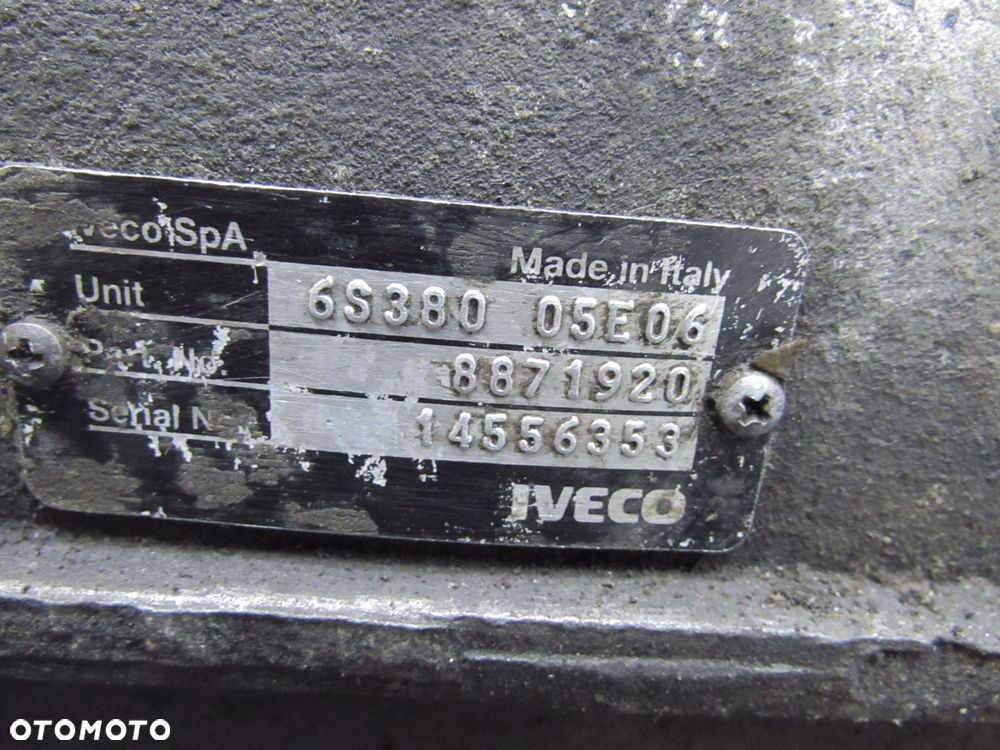 Iveco SpA
Made in Italy
Unit 6S380 05E06
Part. No. 8871920
Serial N 14556353
IVECO
OTOMOTO